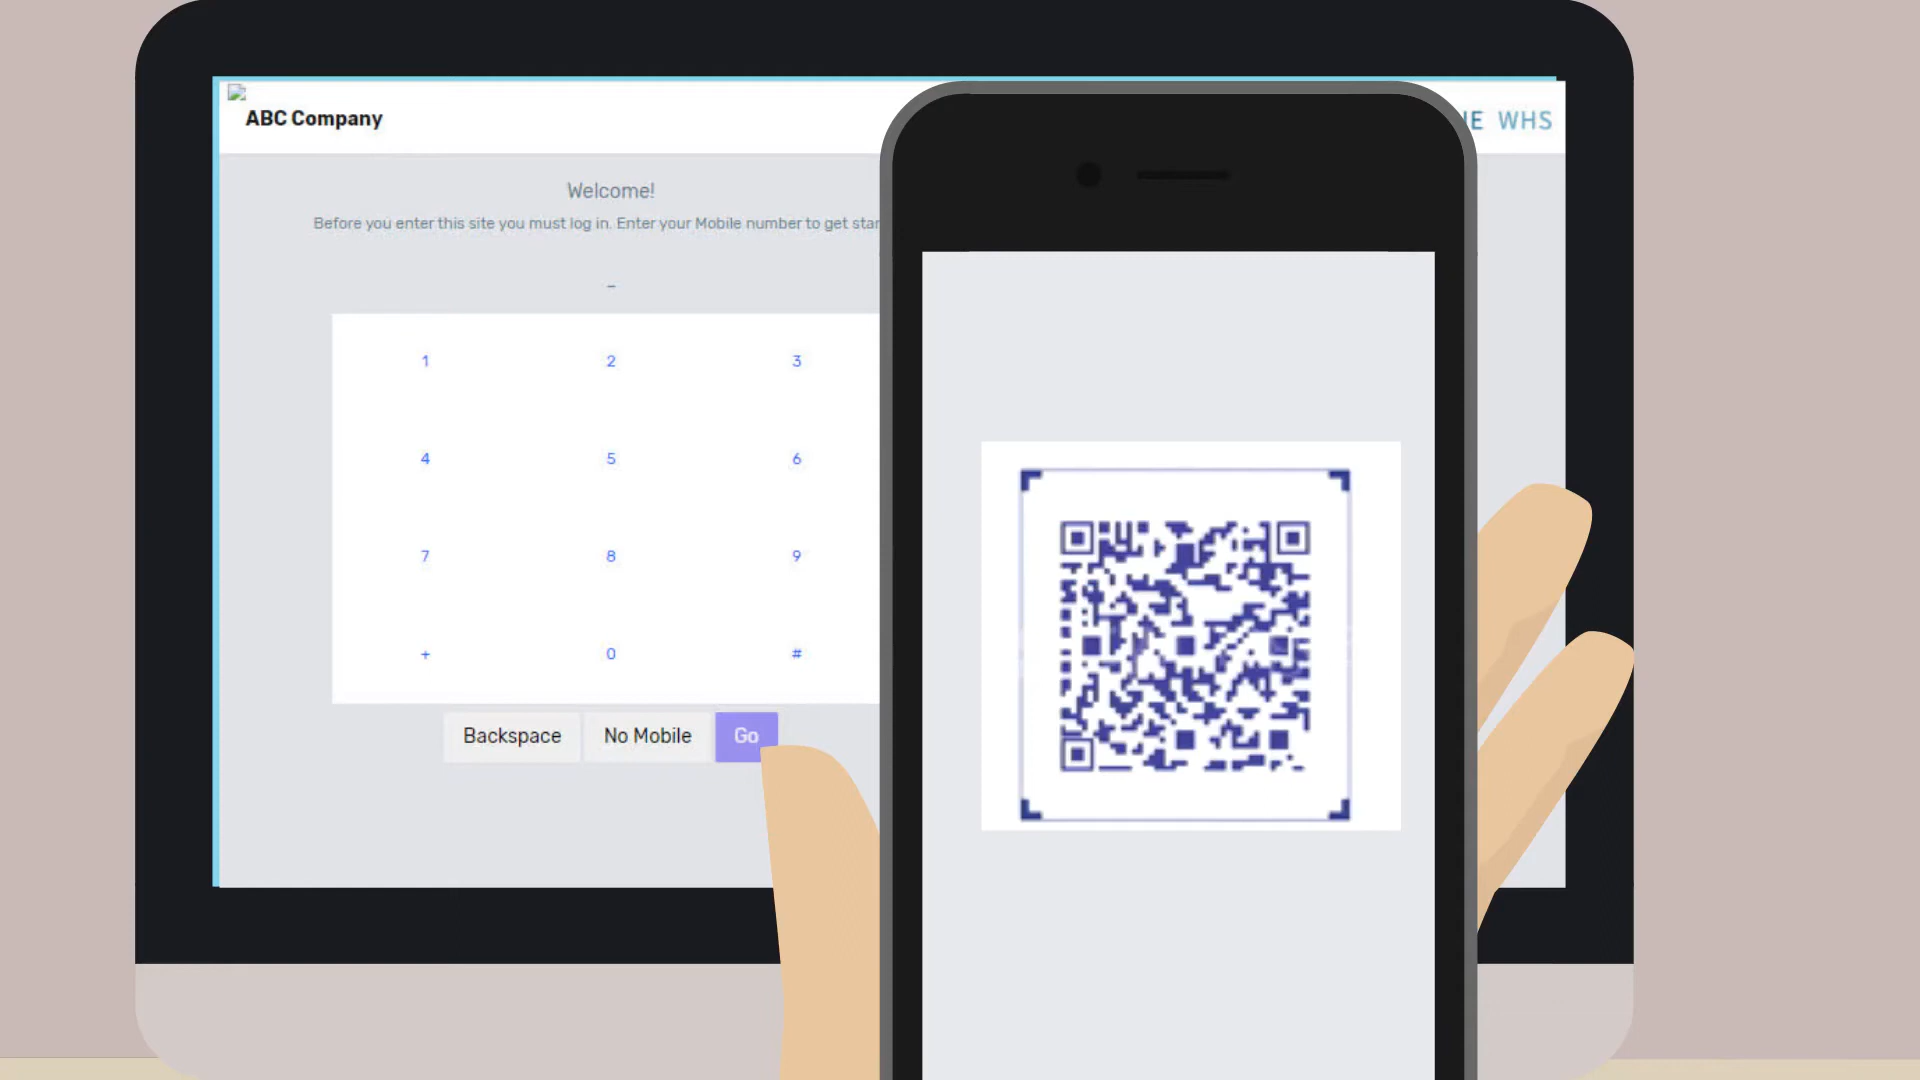 ABC Company
WHS
Welcome!
Before you enter this site you must log in. Enter your Mobile number to get
1 2 3
4 5 6
7 8 9
+ 0 #
Backspace No Mobile Go